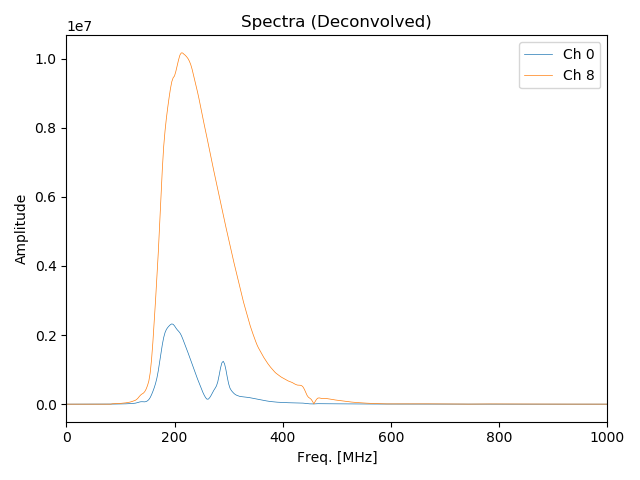 Spectra (Deconvolved)
1e7
Ch 0
Ch 8
1.0
0.8
0.6
0.4
0.2
0.0
Amplitude
0 200 400 600 800 1000
Freq. [MHz]